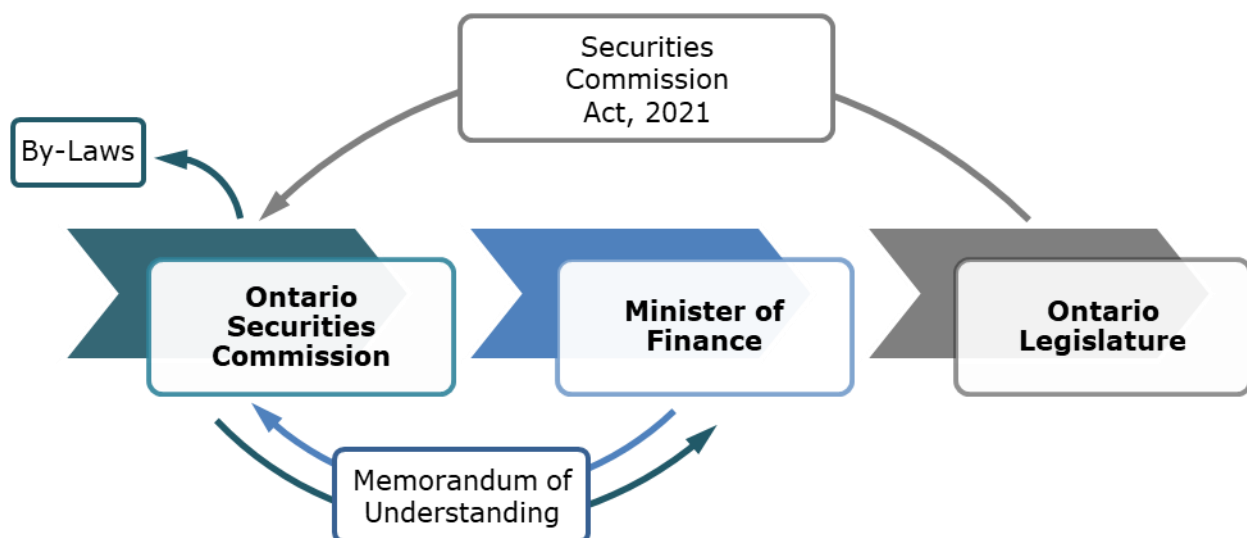 Securities
Commission
Act, 2021
By-Laws
Ontario
Securities
Commission
Minister of
Finance
Ontario
Legislature
Memorandum of
Understanding